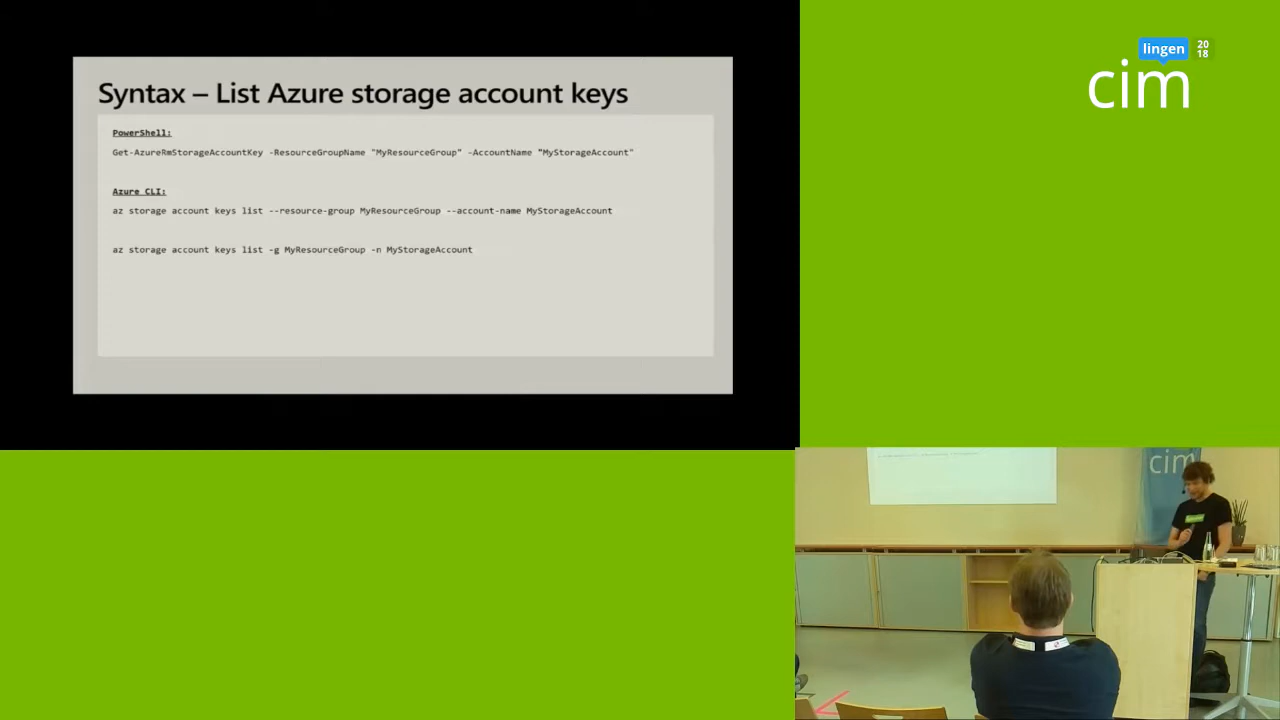 Syntax – List Azure storage account keys
PowerShell:
Get-AzureRmStorageAccountKey -ResourceGroupName "MyResourceGroup" -AccountName "MyStorageAccount"
Azure CLI:
az storage account keys list --resource-group MyResourceGroup --account-name MyStorageAccount
az storage account keys list -g MyResourceGroup -n MyStorageAccount
lingen
20
18
cim
cim